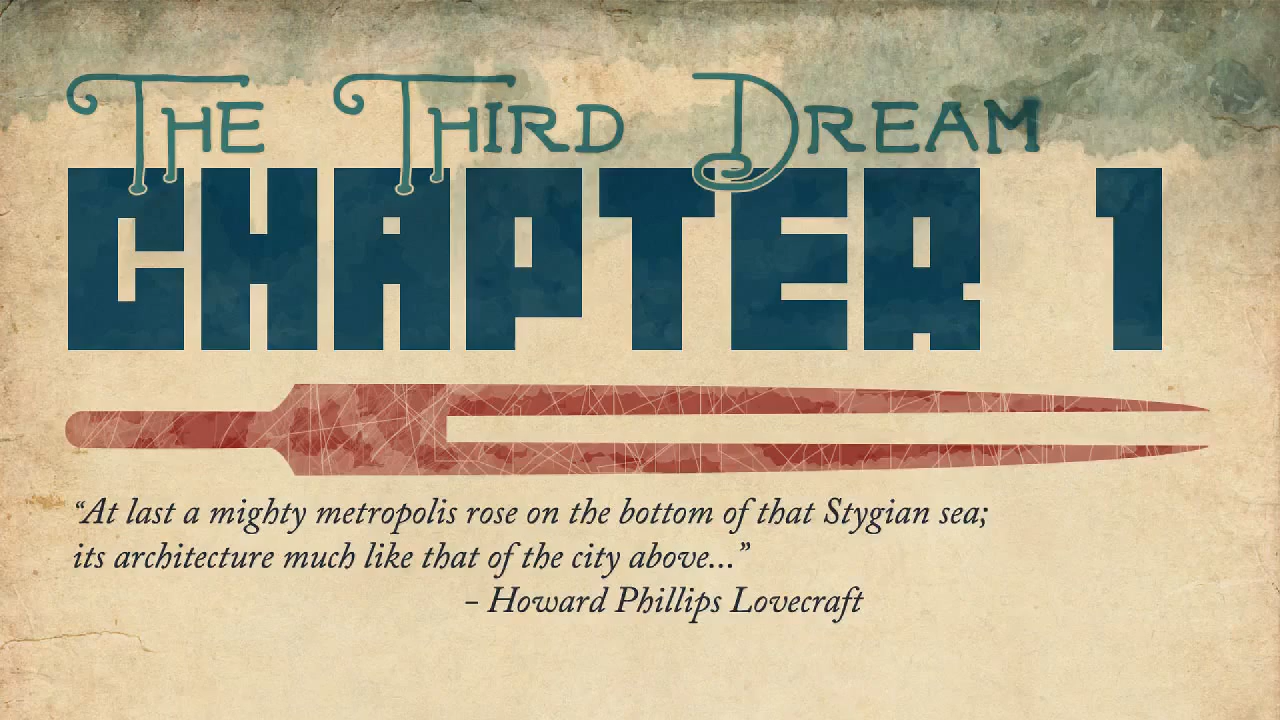 The Third Dream
CHAPTER 1
“At last a mighty metropolis rose on the bottom of that Stygian sea;
its architecture much like that of the city above...”
– Howard Phillips Lovecraft